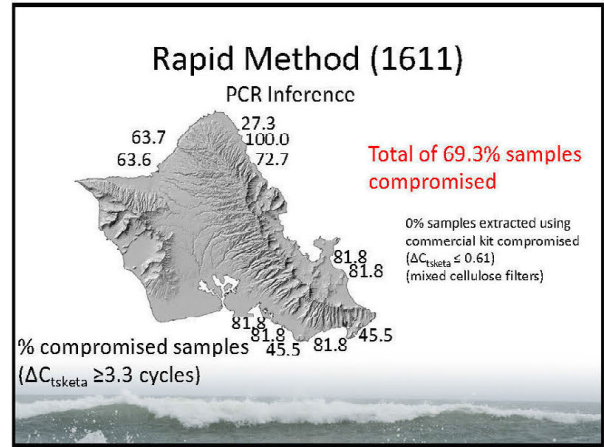 Rapid Method (1611)
PCR Inference
27.3
63.7
100.0
63.6
72.7
Total of 69.3% samples
compromised
0% samples extracted using
commercial kit compromised
(ΔCtsketa ≤ 0.61)
(mixed cellulose filters)
81.8
81.8
81.8
81.8
45.5
81.8
45.5
% compromised samples
(ΔCtsketa ≥3.3 cycles)